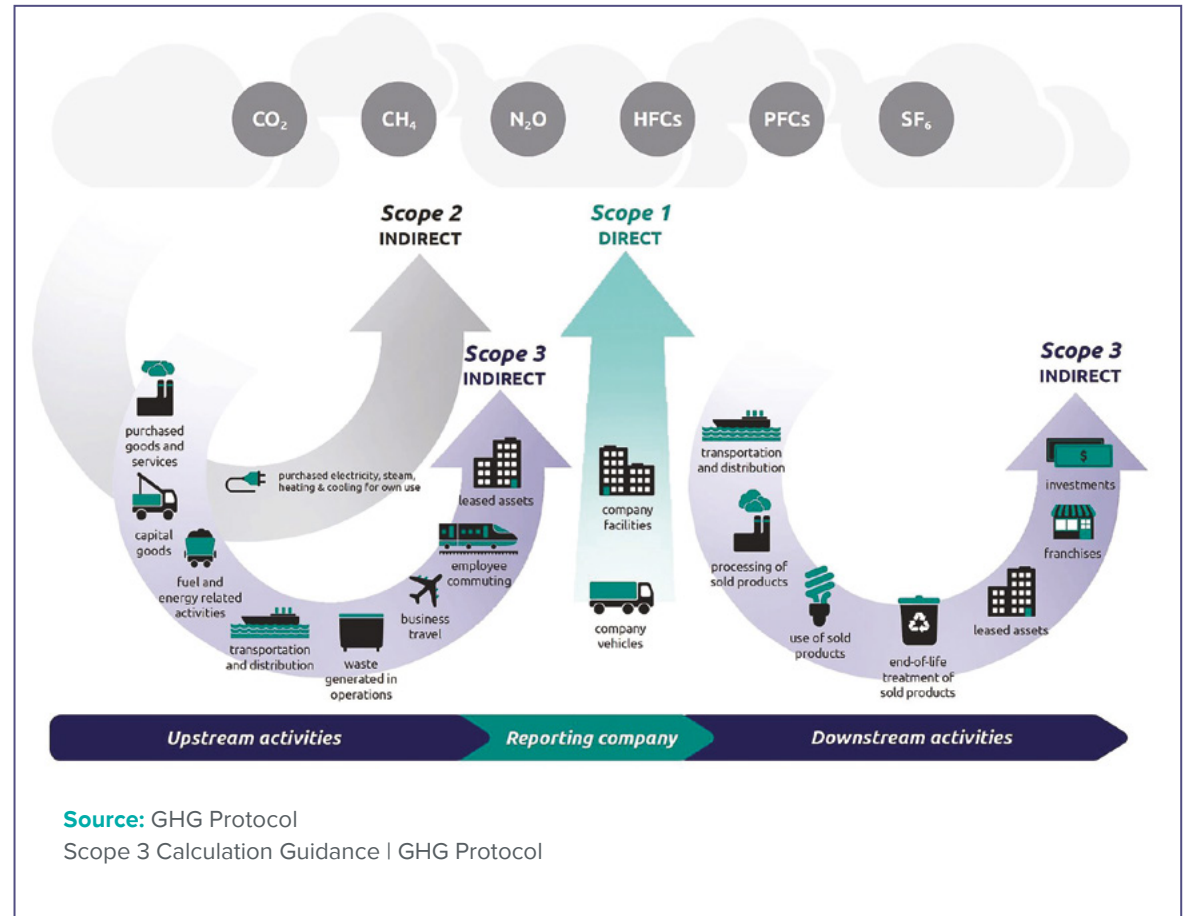 CO₂
CH₄
N₂O
HFCs
PFCs
SF₆
Scope 2
INDIRECT
Scope 1
DIRECT
Scope 3
INDIRECT
Scope 3
INDIRECT
purchased
goods and
services
capital
goods
fuel and
energy related
activities
purchased electricity, steam,
heating & cooling for own use
transportation
and distribution
waste
generated in
operations
business
travel
employee
commuting
leased assets
company
facilities
company
vehicles
transportation
and distribution
processing of
sold products
use of sold
products
end-of-life
treatment of
sold products
leased assets
franchises
$
investments
Upstream activities
Reporting company
Downstream activities
Source: GHG Protocol
Scope 3 Calculation Guidance | GHG Protocol